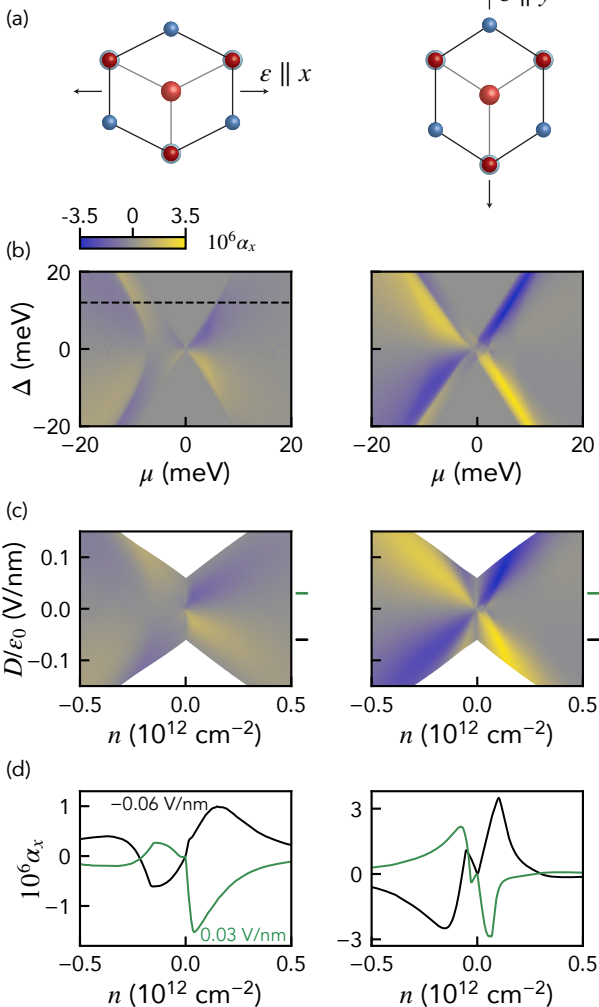 (a)
ε ∥ x
-3.5 0 3.5
10⁶αₓ
(b)
20
0
−20
Δ (meV)
−20 0 20
μ (meV)
−20 0 20
μ (meV)
(c)
0.1
0.0
−0.1
D/ε₀ (V/nm)
−0.5 0.0 0.5
n (10¹² cm⁻²)
−0.5 0.0 0.5
n (10¹² cm⁻²)
(d)
1
0
−1
10⁶αₓ
−0.06 V/nm
0.03 V/nm
−0.5 0.0 0.5
n (10¹² cm⁻²)
3
0
−3
−0.5 0.0 0.5
n (10¹² cm⁻²)